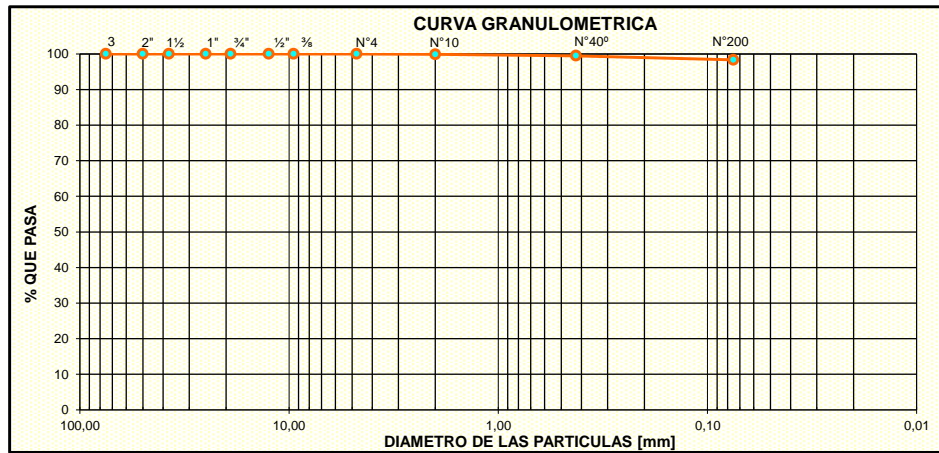 CURVA GRANULOMETRICA
3 2" 1½ 1" ¾" ½" ⅜ N°4 N°10 N°40º N°200
100
90
80
70
60
50
40
30
20
10
0
% QUE PASA
100,00 10,00 1,00 0,10 0,01
DIAMETRO DE LAS PARTICULAS [mm]